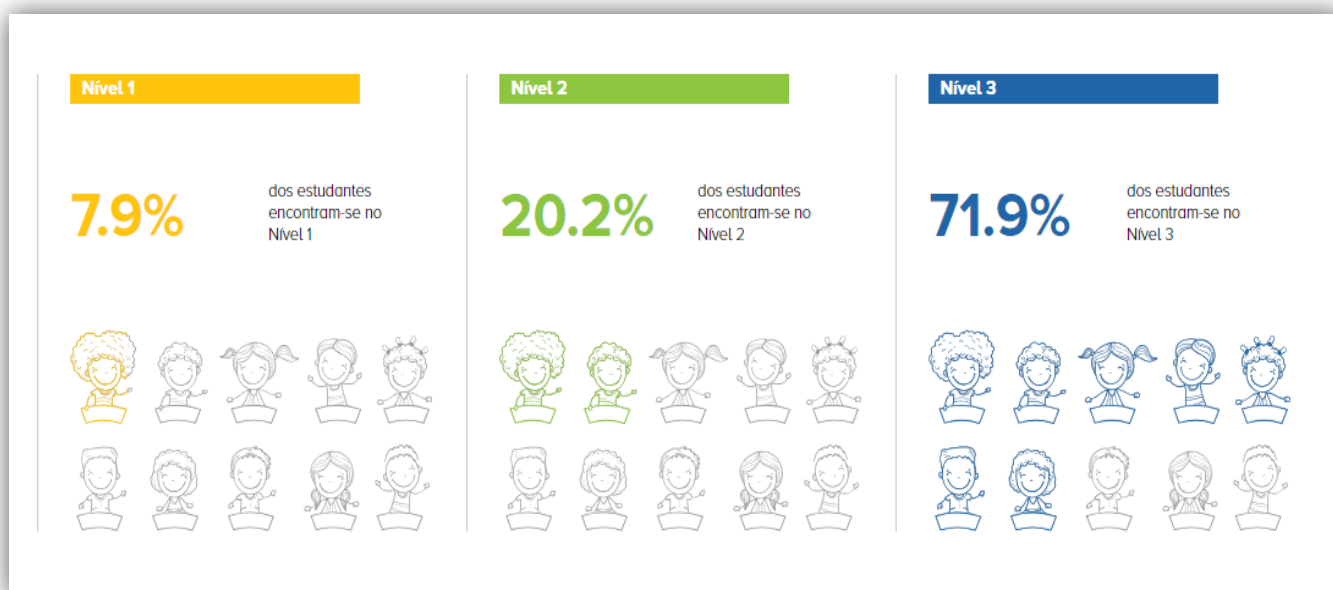 Nível 1
7.9%
dos estudantes
encontram-se no
Nível 1
Nível 2
20.2%
dos estudantes
encontram-se no
Nível 2
Nível 3
71.9%
dos estudantes
encontram-se no
Nível 3